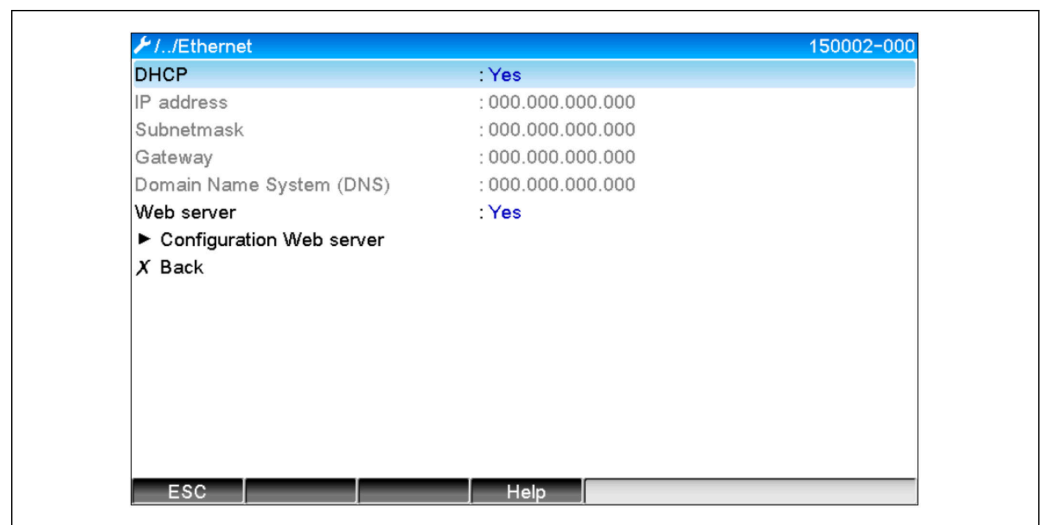 /../Ethernet 150002-000
DHCP : Yes
IP address : 000.000.000.000
Subnetmask : 000.000.000.000
Gateway : 000.000.000.000
Domain Name System (DNS) : 000.000.000.000
Web server : Yes
► Configuration Web server
X Back
ESC Help